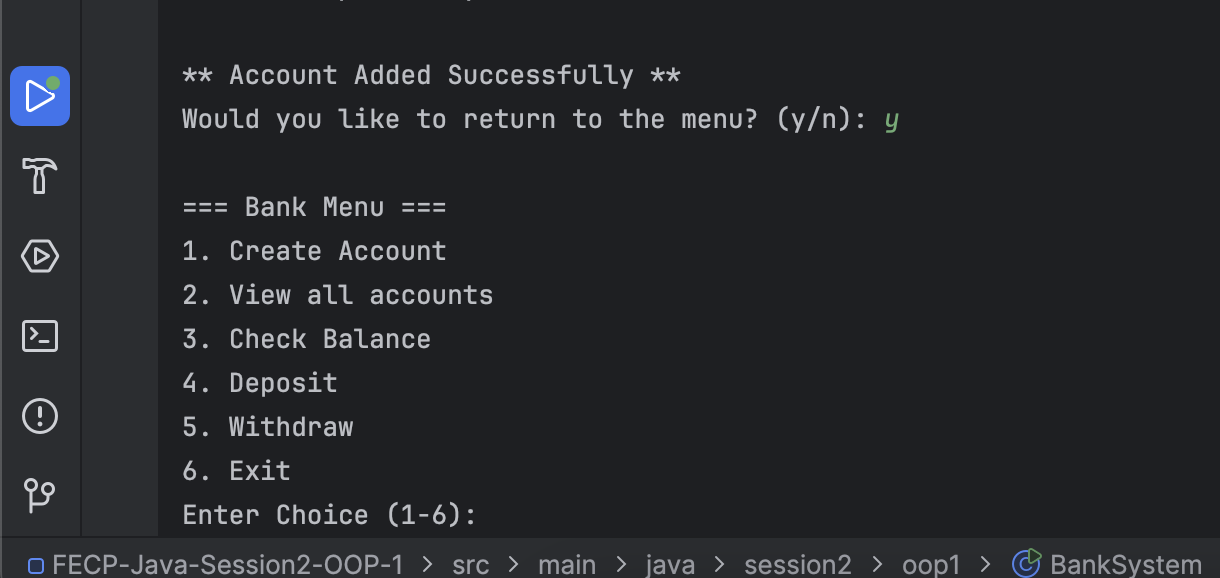 ** Account Added Successfully **
Would you like to return to the menu? (y/n): y
=== Bank Menu ===
1. Create Account
2. View all accounts
3. Check Balance
4. Deposit
5. Withdraw
6. Exit
Enter Choice (1-6):
FECP-Java-Session2-OOP-1 > src > main > java > session2 > oop1 > BankSystem